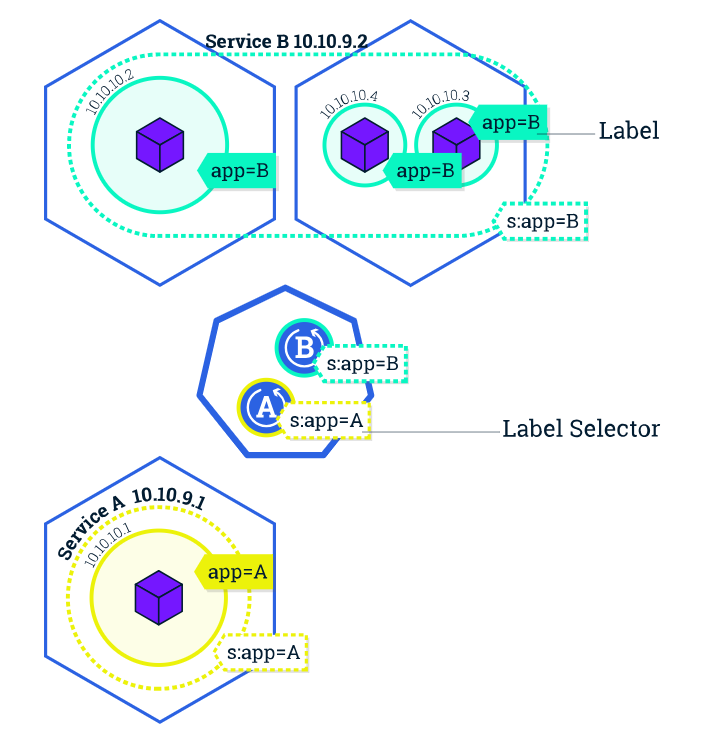 Service B 10.10.9.2
10.10.10.2
10.10.10.4
10.10.10.3
app=B
Label
app=B
app=B
s:app=B
B
s:app=B
A
s:app=A
Label Selector
Service A 10.10.9.1
10.10.10.1
app=A
s:app=A